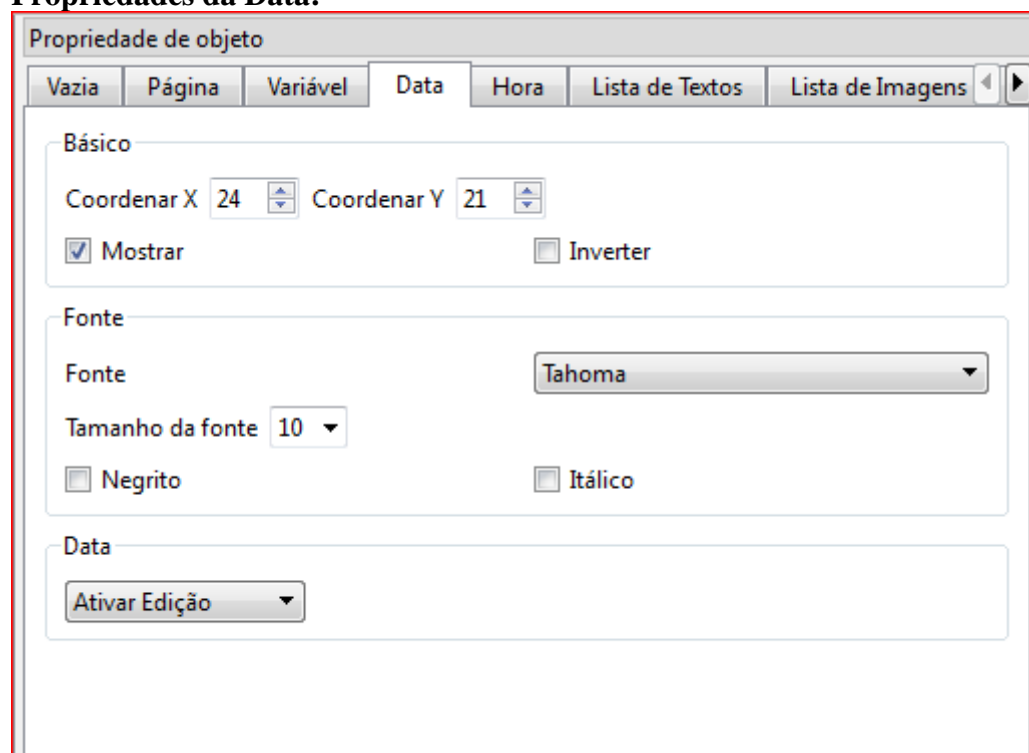 Propriedades da Data:
Propriedade de objeto
Vazia Página Variável Data Hora Lista de Textos Lista de Imagens
Básico
Coordenar X 24 Coordenar Y 21
Mostrar Inverter
Fonte
Fonte Tahoma
Tamanho da fonte 10
Negrito Itálico
Data
Ativar Edição